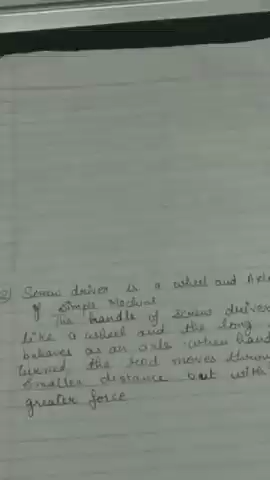 Screw driver is a wheel and Axle
of simple Machine
The handle of screw driver
like a wheel and the long
behaves as an axle when hand
turned, the rod moves throu
smaller distance but with
greater force